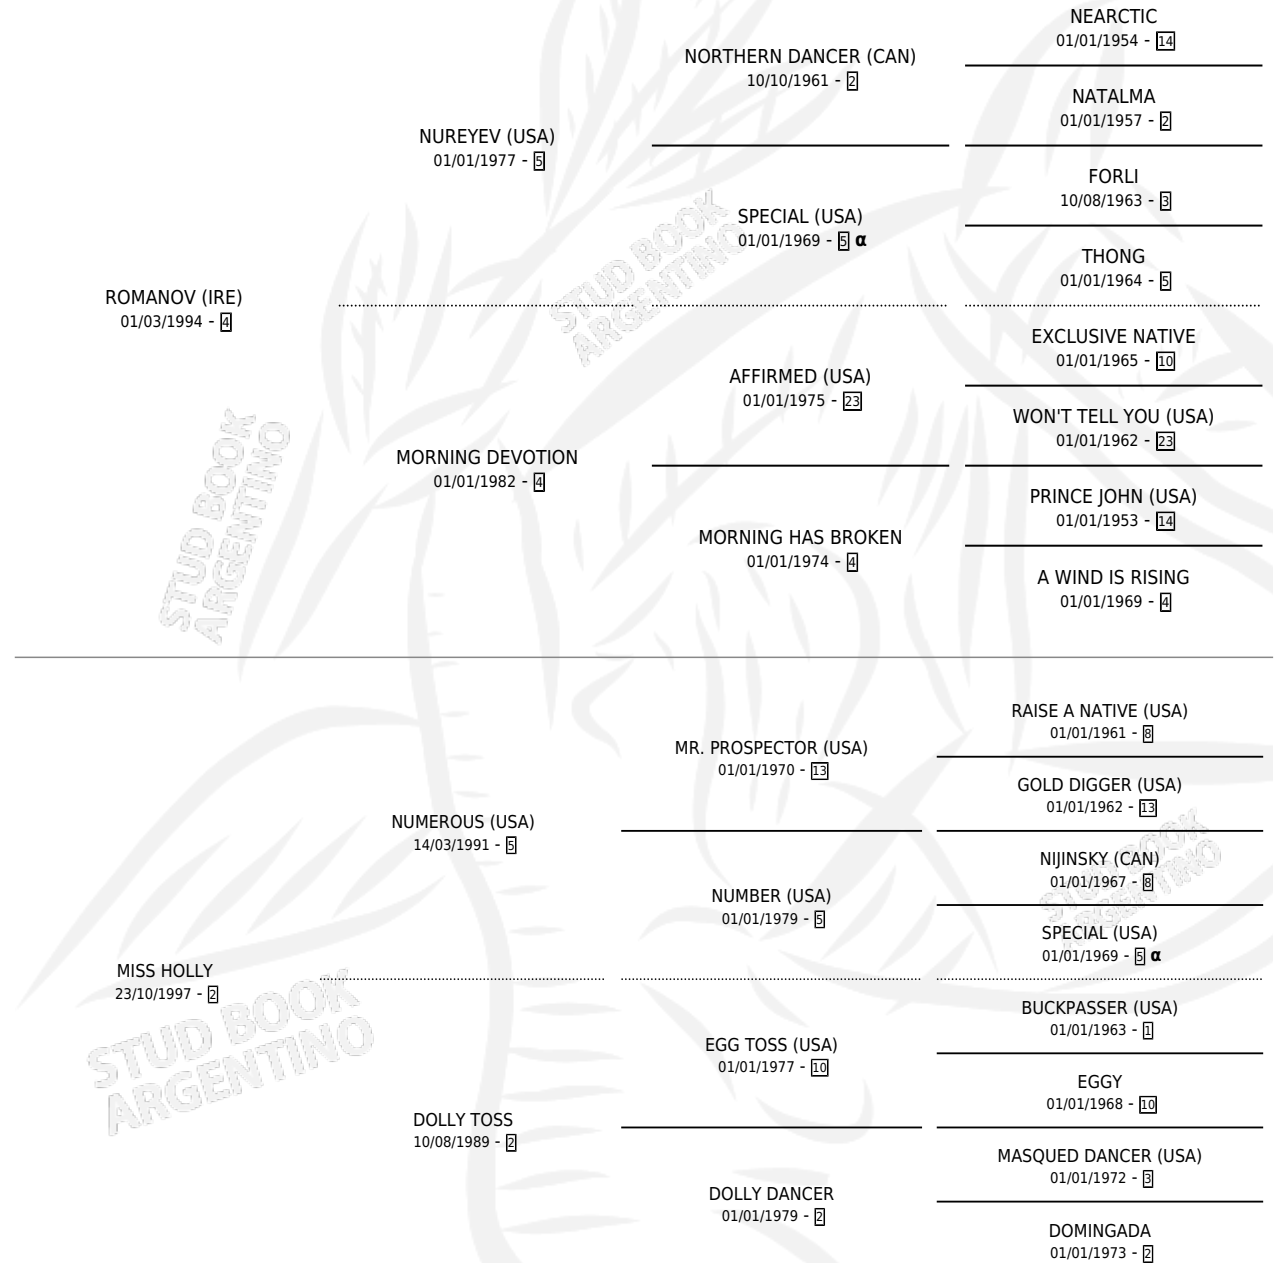 NEARCTIC
01/01/1954 - 14
NORTHERN DANCER (CAN)
10/10/1961 - 2
NATALMA
01/01/1957 - 2
NUREYEV (USA)
01/01/1977 - 5
FORLI
10/08/1963 - 3
SPECIAL (USA)
01/01/1969 - 5 α
THONG
01/01/1964 - 5
ROMANOV (IRE)
01/03/1994 - 4
EXCLUSIVE NATIVE
01/01/1965 - 10
AFFIRMED (USA)
01/01/1975 - 23
WON'T TELL YOU (USA)
01/01/1962 - 23
MORNING DEVOTION
01/01/1982 - 4
PRINCE JOHN (USA)
01/01/1953 - 14
MORNING HAS BROKEN
01/01/1974 - 4
A WIND IS RISING
01/01/1969 - 4
RAISE A NATIVE (USA)
01/01/1961 - 8
MR. PROSPECTOR (USA)
01/01/1970 - 13
GOLD DIGGER (USA)
01/01/1962 - 13
NUMEROUS (USA)
14/03/1991 - 5
NIJINSKY (CAN)
01/01/1967 - 8
NUMBER (USA)
01/01/1979 - 5
SPECIAL (USA)
01/01/1969 - 5 α
MISS HOLLY
23/10/1997 - 2
BUCKPASSER (USA)
01/01/1963 - 1
EGG TOSS (USA)
01/01/1977 - 10
EGGY
01/01/1968 - 10
DOLLY TOSS
10/08/1989 - 2
MASQUED DANCER (USA)
01/01/1972 - 3
DOLLY DANCER
01/01/1979 - 2
DOMINGADA
01/01/1973 - 2
STUD BOOK
ARGENTINO
STUD BOOK
ARGENTINO
STUD BOOK
ARGENTINO
STUD BOOK
ARGENTINO